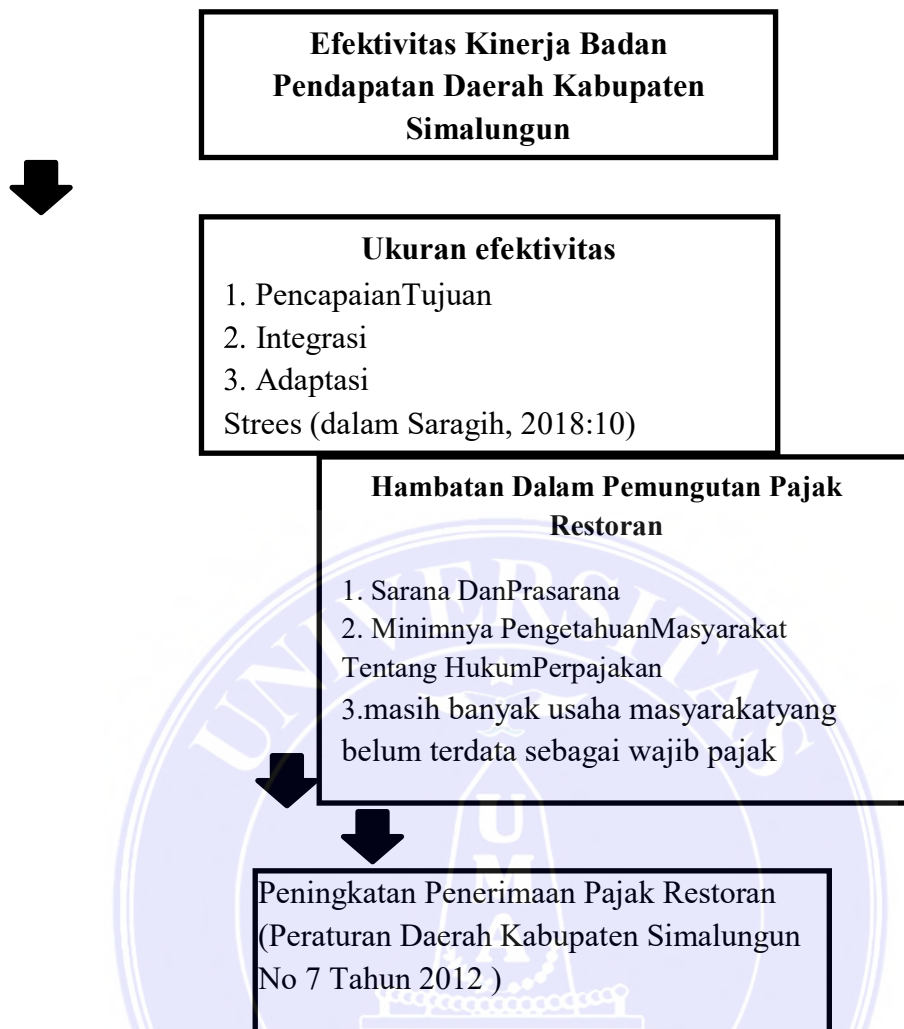 Efektivitas Kinerja Badan
Pendapatan Daerah Kabupaten
Simalungun
Ukuran efektivitas
1. PencapaianTujuan
2. Integrasi
3. Adaptasi
Strees (dalam Saragih, 2018:10)
Hambatan Dalam Pemungutan Pajak
Restoran
1. Sarana DanPrasarana
2. Minimnya PengetahuanMasyarakat
Tentang HukumPerpajakan
3.masih banyak usaha masyarakatyang
belum terdata sebagai wajib pajak
Peningkatan Penerimaan Pajak Restoran
(Peraturan Daerah Kabupaten Simalungun
No 7 Tahun 2012 )
UNIVERSITAS
U
M
A